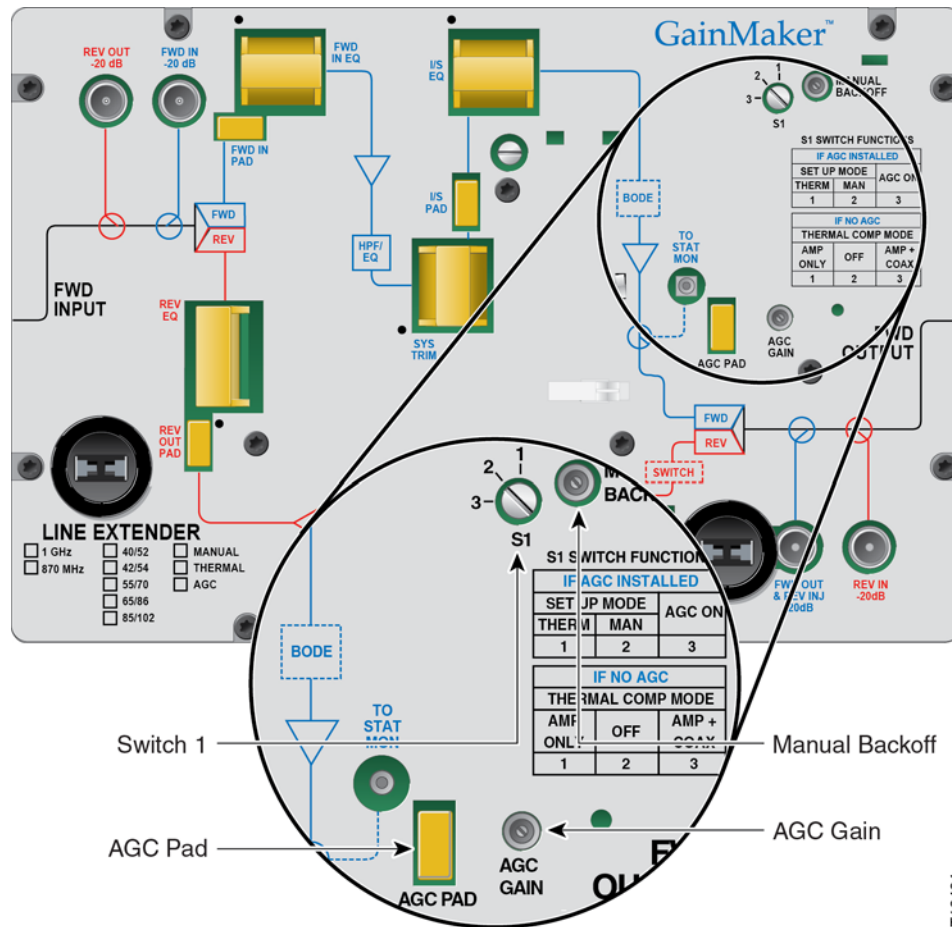 GainMaker™
REV OUT
-20 dB
FWD IN
-20 dB
FWD
IN EQ
I/S
EQ
1
2
3
S1
MANUAL
BACKOFF
FWD IN
PAD
S1 SWITCH FUNCTIONS
IF AGC INSTALLED
SET UP MODE
AGC ON
THERM
MAN
1
2
3
IF NO AGC
THERMAL COMP MODE
AMP
ONLY
OFF
AMP +
COAX
1
2
3
I/S
PAD
BODE
FWD
REV
HPF/
EQ
TO
STAT
MON
FWD
INPUT
REV
EQ
SYS
TRIM
AGC PAD
AGC
GAIN
FWD
OUTPUT
REV
OUT
PAD
FWD
REV
SWITCH
LINE EXTENDER
1 GHz
870 MHz
40/52
42/54
55/70
65/86
85/102
MANUAL
THERMAL
AGC
FWD OUT
& REV INJ
-20dB
REV IN
-20dB
1
2
3
S1
M
BACK
S1 SWITCH FUNCTION
IF AGC INSTALLED
SET UP MODE
AGC ON
THERM
MAN
1
2
3
IF NO AGC
THERMAL COMP MODE
AMP
ONLY
OFF
AMP +
COAX
1
2
3
BODE
TO
STAT
MON
AGC PAD
AGC
GAIN
Switch 1
Manual Backoff
AGC Pad
AGC Gain